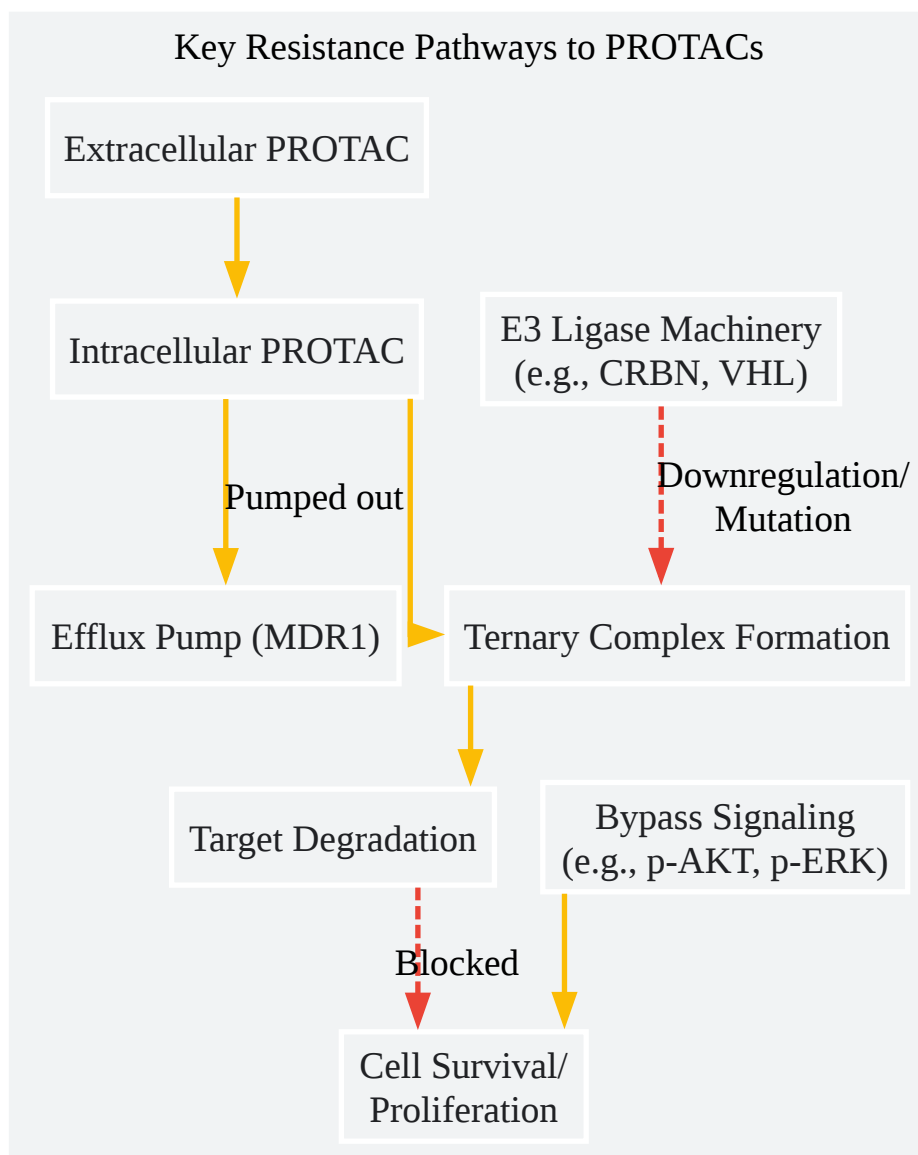 Key Resistance Pathways to PROTACs
Extracellular PROTAC
Intracellular PROTAC
E3 Ligase Machinery
(e.g., CRBN, VHL)
Pumped out
Downregulation/
Mutation
Efflux Pump (MDR1)
Ternary Complex Formation
Target Degradation
Bypass Signaling
(e.g., p-AKT, p-ERK)
Blocked
Cell Survival/
Proliferation